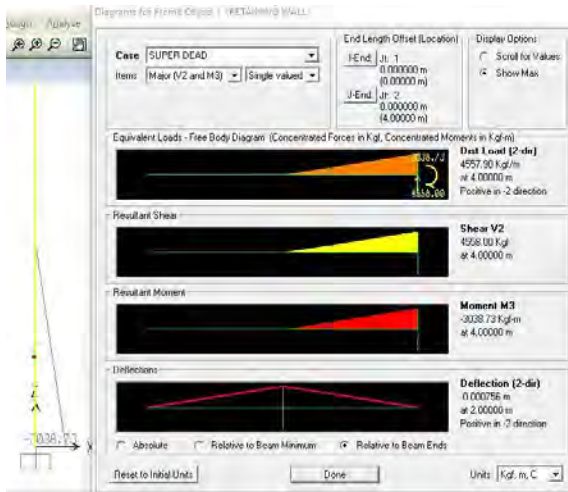 Diagrams for Frame Object 1 (RETAINING WALL)
Analyze
Case SUPER DEAD
Items Major (V2 and M3) Single valued
End Length Offset (Location)
I-End: Jt: 1
0.000000 m
(0.00000 m)
J-End: Jt: 2
0.000000 m
(4.00000 m)
Display Options
Scroll for Values
Show Max
Equivalent Loads - Free Body Diagram (Concentrated Forces in Kgf, Concentrated Moments in Kgf-m)
4558.00
Dist Load (2-dir)
4557.90 Kgf/m
at 4.00000 m
Positive in -2 direction
Resultant Shear
Shear V2
4558.00 Kgf
at 4.00000 m
Resultant Moment
Moment M3
-3038.73 Kgf-m
at 4.00000 m
Deflections
Deflection (2-dir)
0.000756 m
at 2.00000 m
Positive in -2 direction
Absolute Relative to Beam Minimum Relative to Beam Ends
Reset to Initial Units Done Units Kgf, m, C
-3038.73
X